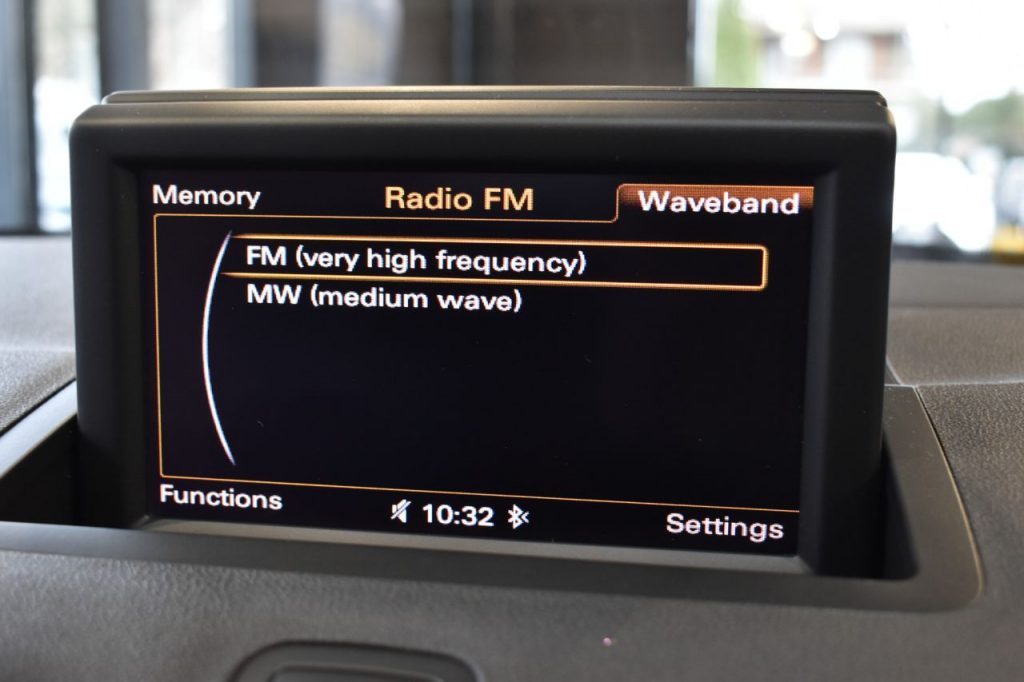 Memory Radio FM Waveband
FM (very high frequency)
MW (medium wave)
Functions 10:32 Settings